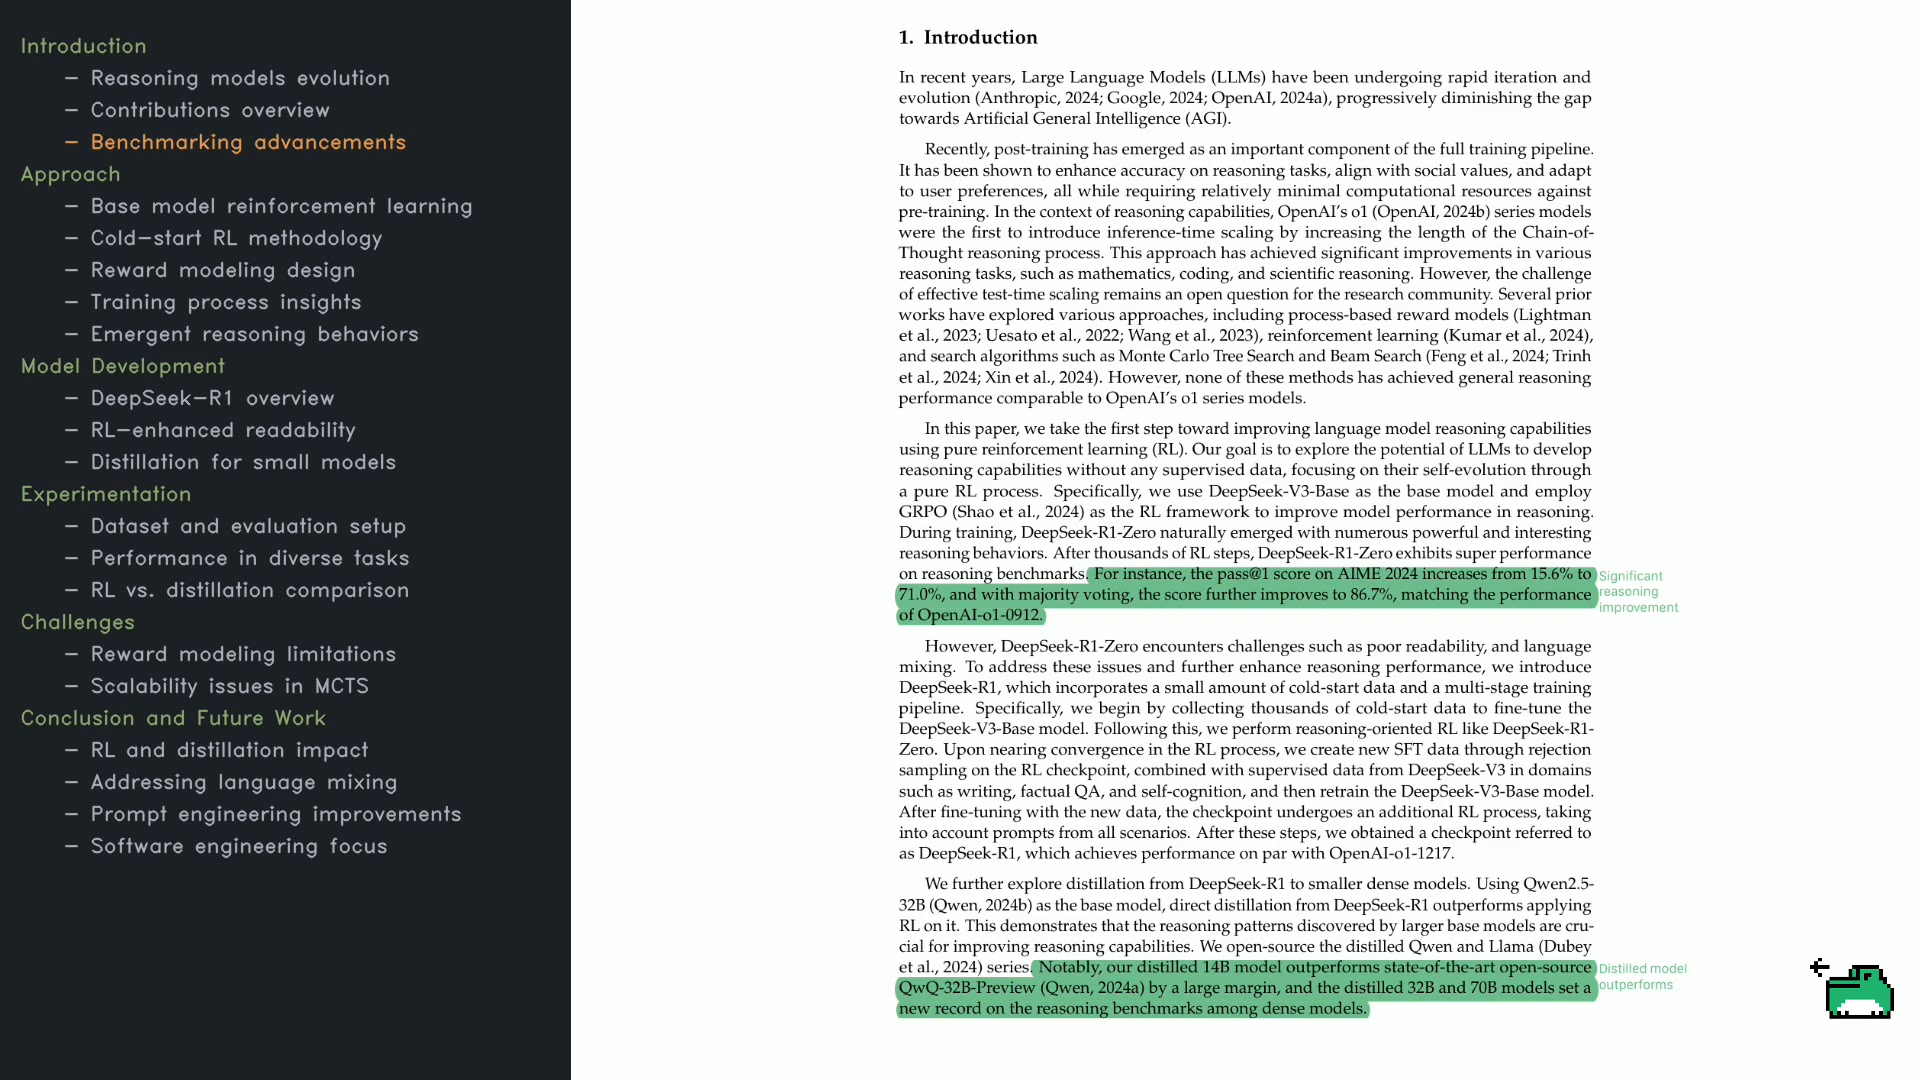 Introduction
— Reasoning models evolution
— Contributions overview
— Benchmarking advancements
Approach
— Base model reinforcement learning
— Cold—start RL methodology
— Reward modeling design
— Training process insights
— Emergent reasoning behaviors
Model Development
— DeepSeek—R1 overview
— RL—enhanced readability
— Distillation for small models
Experimentation
— Dataset and evaluation setup
— Performance in diverse tasks
— RL vs. distillation comparison
Challenges
— Reward modeling limitations
— Scalability issues in MCTS
Conclusion and Future Work
— RL and distillation impact
— Addressing language mixing
— Prompt engineering improvements
— Software engineering focus
1. Introduction
In recent years, Large Language Models (LLMs) have been undergoing rapid iteration and
evolution (Anthropic, 2024; Google, 2024; OpenAI, 2024a), progressively diminishing the gap
towards Artificial General Intelligence (AGI).
Recently, post-training has emerged as an important component of the full training pipeline.
It has been shown to enhance accuracy on reasoning tasks, align with social values, and adapt
to user preferences, all while requiring relatively minimal computational resources against
pre-training. In the context of reasoning capabilities, OpenAI's o1 (OpenAI, 2024b) series models
were the first to introduce inference-time scaling by increasing the length of the Chain-of-
Thought reasoning process. This approach has achieved significant improvements in various
reasoning tasks, such as mathematics, coding, and scientific reasoning. However, the challenge
of effective test-time scaling remains an open question for the research community. Several prior
works have explored various approaches, including process-based reward models (Lightman
et al., 2023; Uesato et al., 2022; Wang et al., 2023), reinforcement learning (Kumar et al., 2024),
and search algorithms such as Monte Carlo Tree Search and Beam Search (Feng et al., 2024; Trinh
et al., 2024; Xin et al., 2024). However, none of these methods has achieved general reasoning
performance comparable to OpenAI's o1 series models.
In this paper, we take the first step toward improving language model reasoning capabilities
using pure reinforcement learning (RL). Our goal is to explore the potential of LLMs to develop
reasoning capabilities without any supervised data, focusing on their self-evolution through
a pure RL process. Specifically, we use DeepSeek-V3-Base as the base model and employ
GRPO (Shao et al., 2024) as the RL framework to improve model performance in reasoning.
During training, DeepSeek-R1-Zero naturally emerged with numerous powerful and interesting
reasoning behaviors. After thousands of RL steps, DeepSeek-R1-Zero exhibits super performance
on reasoning benchmarks. For instance, the pass@1 score on AIME 2024 increases from 15.6% to
71.0%, and with majority voting, the score further improves to 86.7%, matching the performance
of OpenAI-o1-0912.
Significant
reasoning
improvement
However, DeepSeek-R1-Zero encounters challenges such as poor readability, and language
mixing. To address these issues and further enhance reasoning performance, we introduce
DeepSeek-R1, which incorporates a small amount of cold-start data and a multi-stage training
pipeline. Specifically, we begin by collecting thousands of cold-start data to fine-tune the
DeepSeek-V3-Base model. Following this, we perform reasoning-oriented RL like DeepSeek-R1-
Zero. Upon nearing convergence in the RL process, we create new SFT data through rejection
sampling on the RL checkpoint, combined with supervised data from DeepSeek-V3 in domains
such as writing, factual QA, and self-cognition, and then retrain the DeepSeek-V3-Base model.
After fine-tuning with the new data, the checkpoint undergoes an additional RL process, taking
into account prompts from all scenarios. After these steps, we obtained a checkpoint referred to
as DeepSeek-R1, which achieves performance on par with OpenAI-o1-1217.
We further explore distillation from DeepSeek-R1 to smaller dense models. Using Qwen2.5-
32B (Qwen, 2024b) as the base model, direct distillation from DeepSeek-R1 outperforms applying
RL on it. This demonstrates that the reasoning patterns discovered by larger base models are cru-
cial for improving reasoning capabilities. We open-source the distilled Qwen and Llama (Dubey
et al., 2024) series. Notably, our distilled 14B model outperforms state-of-the-art open-source
QwQ-32B-Preview (Qwen, 2024a) by a large margin, and the distilled 32B and 70B models set a
new record on the reasoning benchmarks among dense models.
Distilled model
outperforms